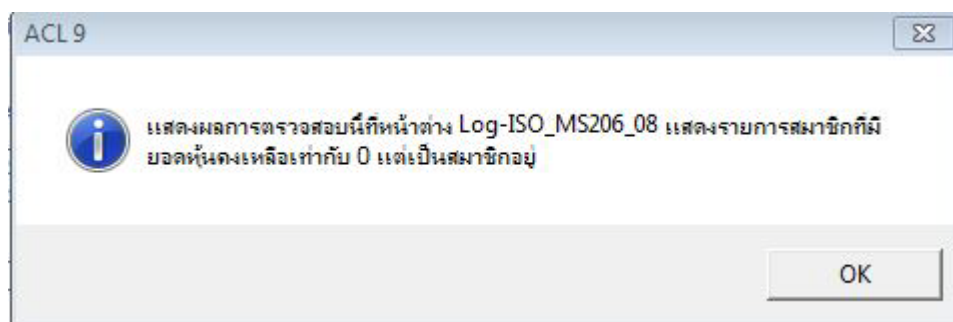 ACL 9
แสดงผลการตรวจสอบนี้ที่หน้าต่าง Log-ISO_MS206_08 แสดงรายการสมาชิกที่มี
ยอดหุ้นคงเหลือเท่ากับ 0 แต่เป็นสมาชิกอยู่
OK